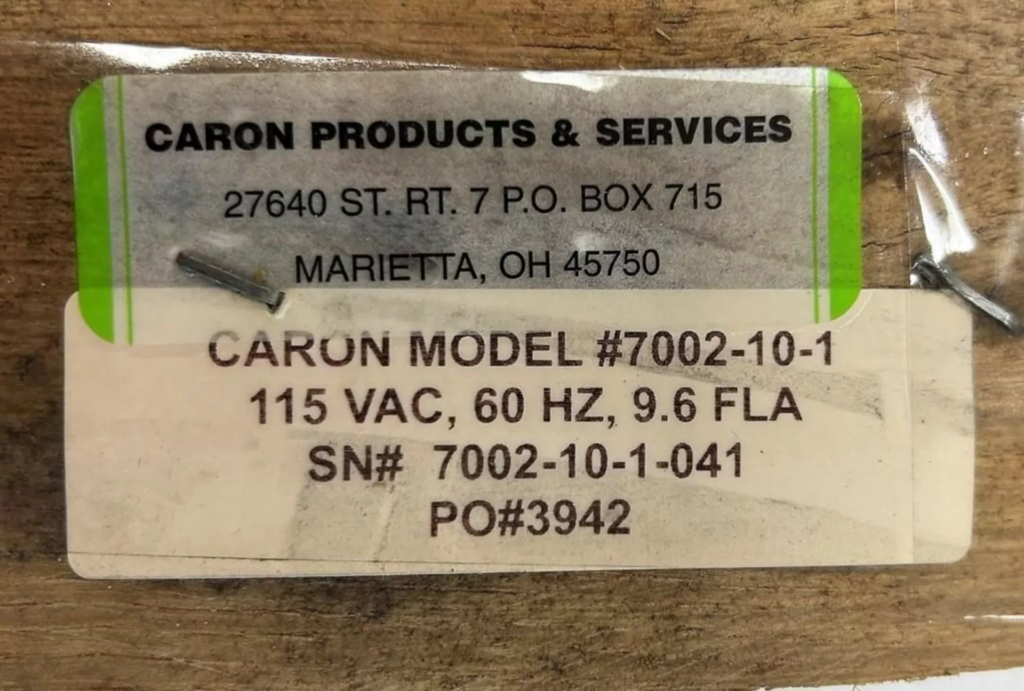 CARON PRODUCTS & SERVICES
27640 ST. RT. 7 P.O. BOX 715
MARIETTA, OH 45750
CARON MODEL #7002-10-1
115 VAC, 60 HZ, 9.6 FLA
SN# 7002-10-1-041
PO#3942